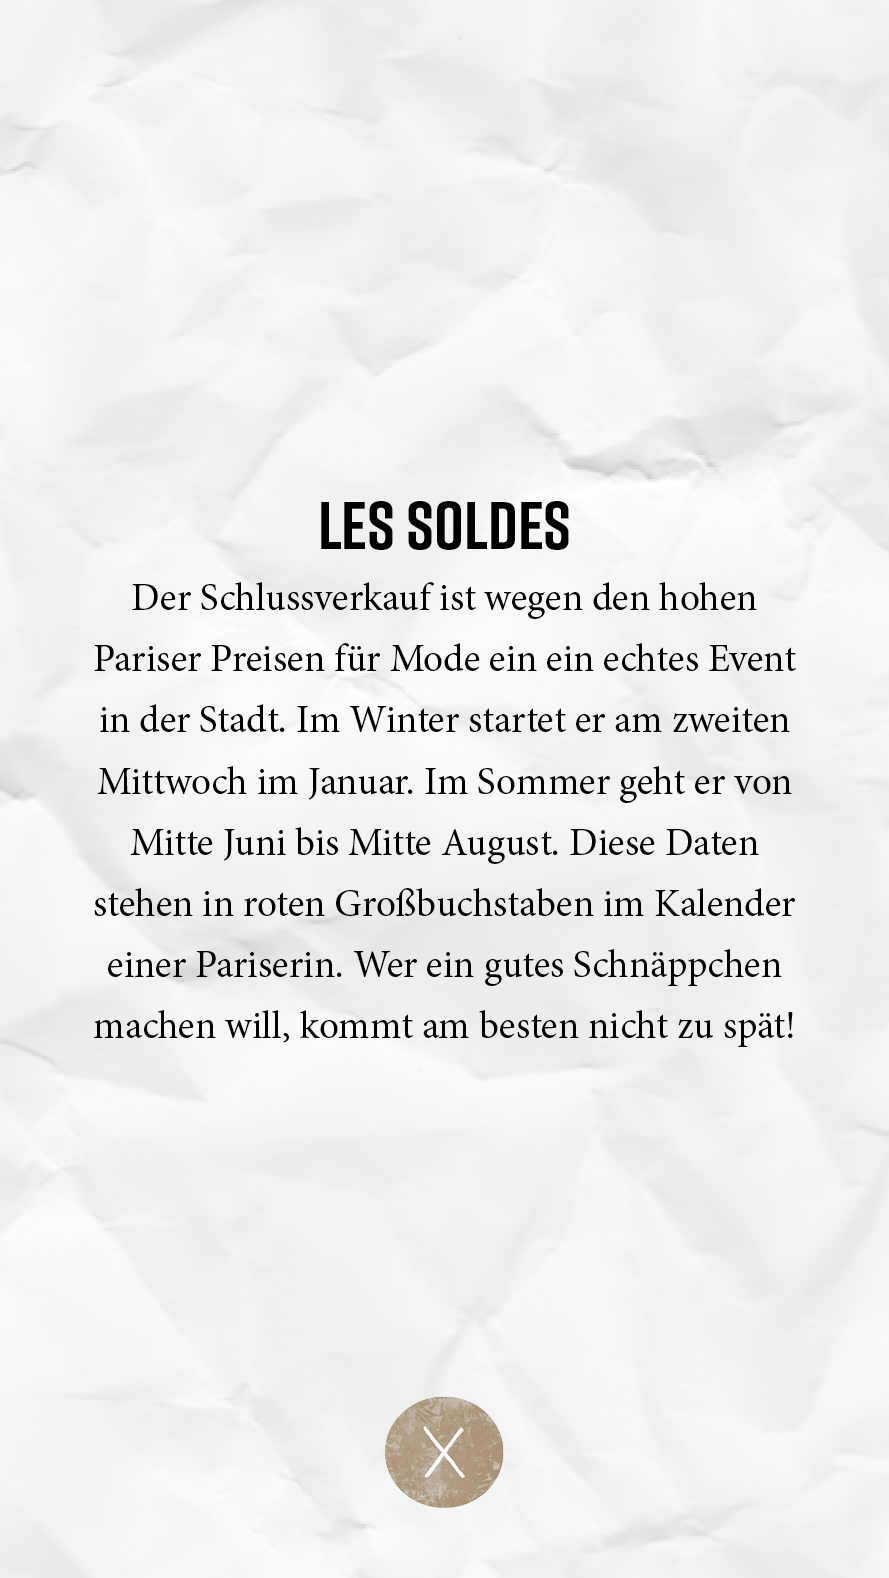 LES SOLDES
Der Schlussverkauf ist wegen den hohen
Pariser Preisen für Mode ein ein echtes Event
in der Stadt. Im Winter startet er am zweiten
Mittwoch im Januar. Im Sommer geht er von
Mitte Juni bis Mitte August. Diese Daten
stehen in roten Großbuchstaben im Kalender
einer Pariserin. Wer ein gutes Schnäppchen
machen will, kommt am besten nicht zu spät!
X